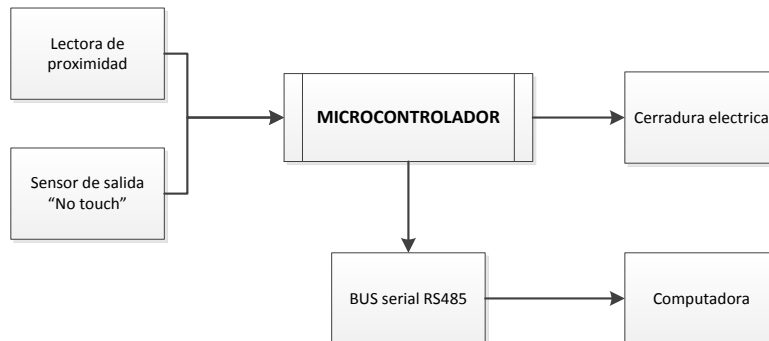 Lectora de
proximidad
MICROCONTROLADOR
Cerradura electrica
Sensor de salida
“No touch”
BUS serial RS485
Computadora